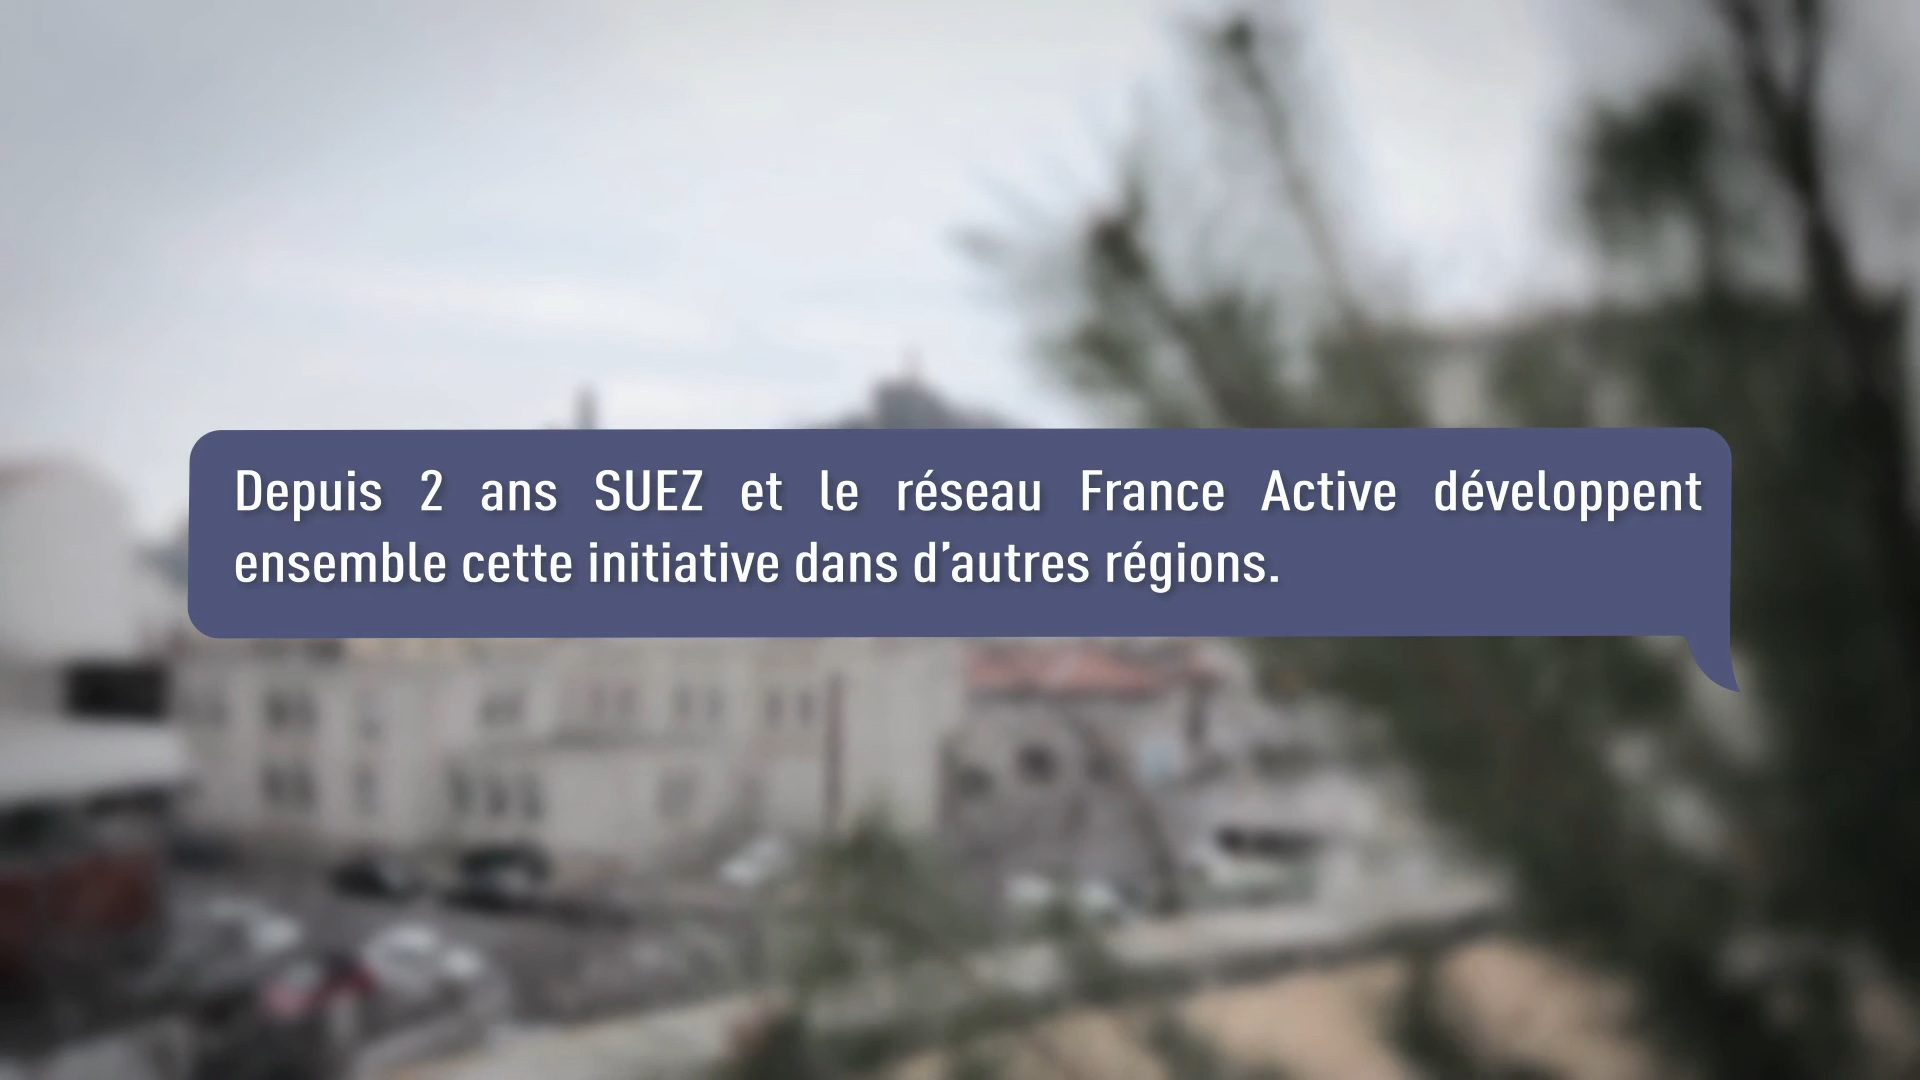 Depuis 2 ans SUEZ et le réseau France Active développent
ensemble cette initiative dans d’autres régions.